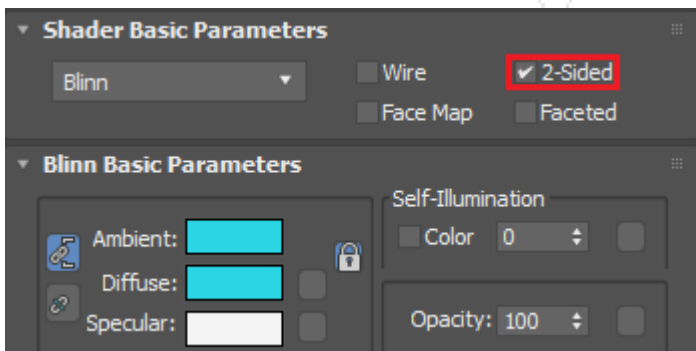 Shader Basic Parameters
Blinn
Wire
2-Sided
Face Map
Faceted
Blinn Basic Parameters
Self-Illumination
Ambient:
Color 0
Diffuse:
Specular:
Opacity: 100